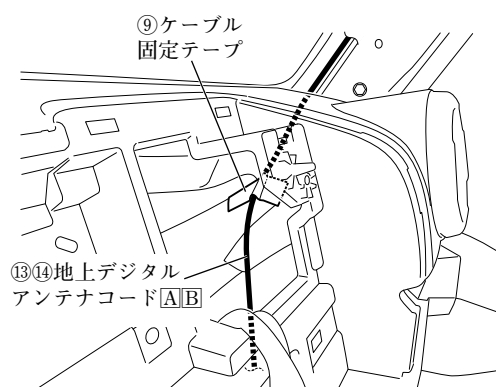 ⑨ケーブル
固定テープ
⑬⑭地上デジタル
アンテナコードAB